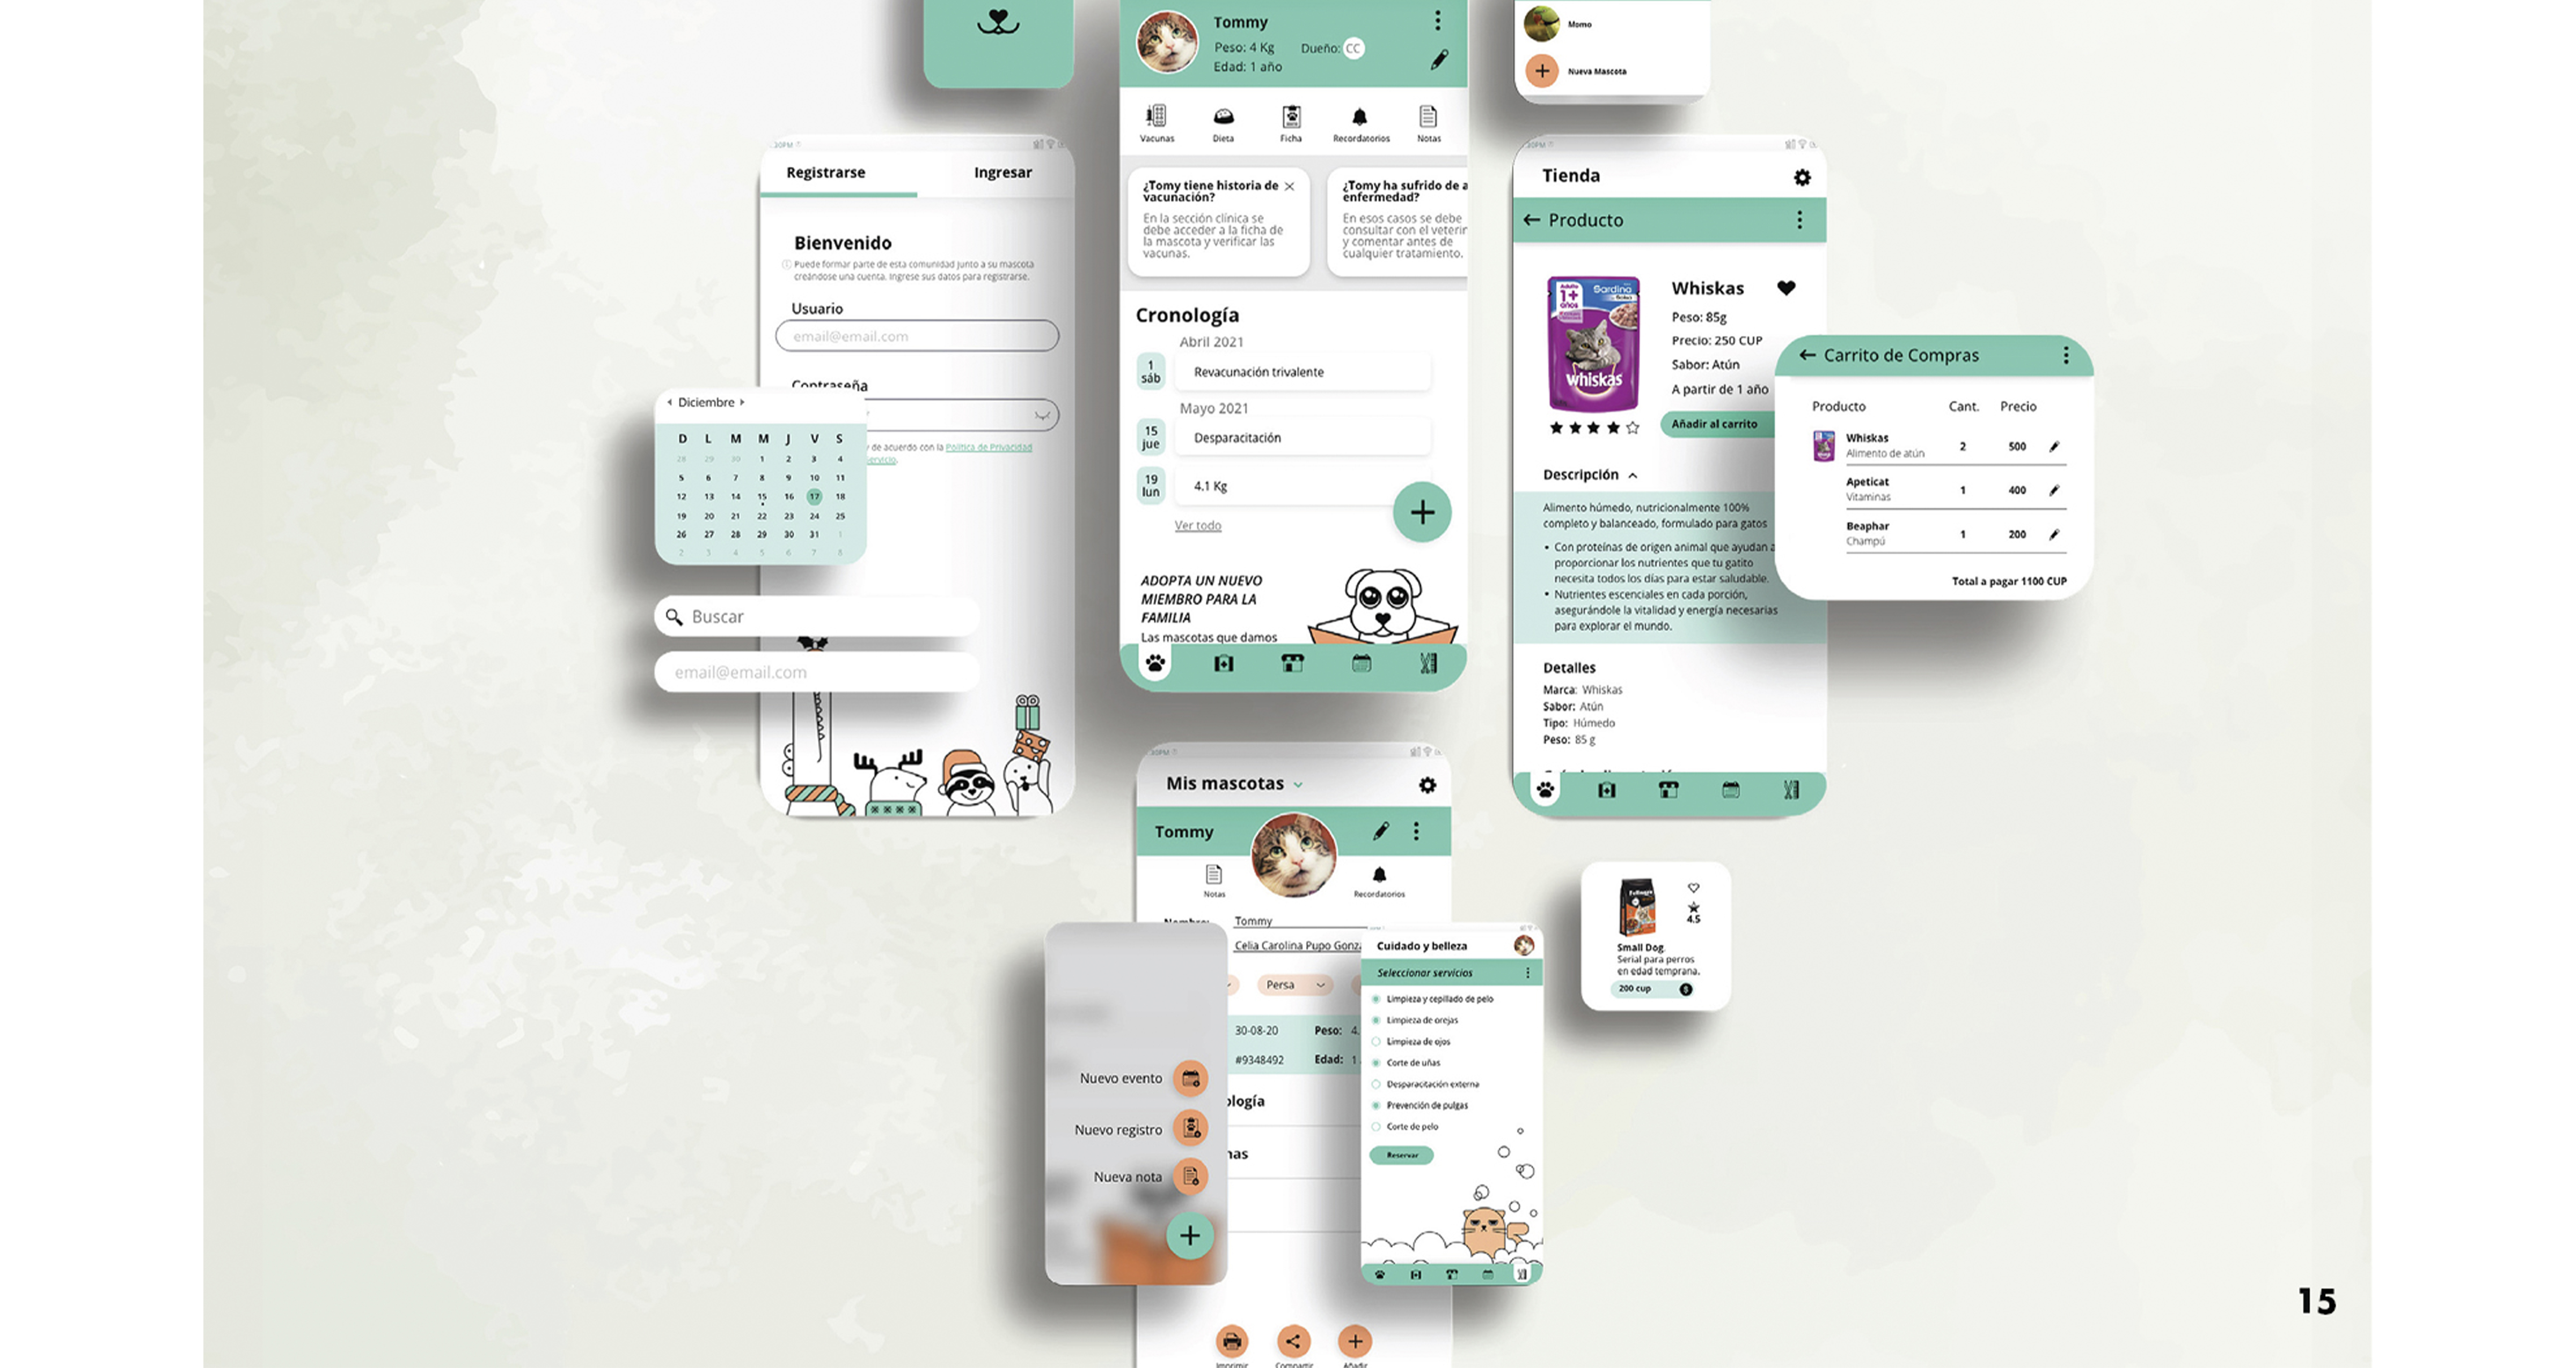 Tommy
Peso: 4 Kg
Dueño: CC
Edad: 1 año
Vacunas
Dieta
Ficha
Recordatorios
Notas
¿Tomy tiene historia de
vacunación?
En la sección clínica se
debe acceder a la ficha de
la mascota y verificar las
vacunas.
¿Tomy ha sufrido de a
enfermedad?
En esos casos se debe
consultar con el veterir
y comentar antes de
cualquier tratamiento.
Cronología
Abril 2021
1
sáb
Revacunación trivalente
Mayo 2021
15
jue
Desparacitación
19
lun
4.1 Kg
Ver todo
ADOPTA UN NUEVO
MIEMBRO PARA LA
FAMILIA
Las mascotas que damos
Momo
Nueva Mascota
Registrarse
Ingresar
Bienvenido
Puede formar parte de esta comunidad junto a su mascota
creándose una cuenta. Ingrese sus datos para registrarse.
Usuario
email@email.com
Contraseña
de acuerdo con la Política de Privacidad
Diciembre
D L M M J V S
28 29 30 1 2 3 4
5 6 7 8 9 10 11
12 13 14 15 16 17 18
19 20 21 22 23 24 25
26 27 28 29 30 31 1
2 3 4 5 6 7 8
Buscar
email@email.com
30PM
Tienda
Producto
Adulto
1+
años
Sardina
whiskas
Whiskas
Peso: 85g
Precio: 250 CUP
Sabor: Atún
A partir de 1 año
Añadir al carrito
Descripción
Alimento húmedo, nutricionalmente 100%
completo y balanceado, formulado para gatos
• Con proteínas de origen animal que ayudan a
proporcionar los nutrientes que tu gatito
necesita todos los días para estar saludable.
• Nutrientes esenciales en cada porción,
asegurándole la vitalidad y energía necesarias
para explorar el mundo.
Detalles
Marca: Whiskas
Sabor: Atún
Tipo: Húmedo
Peso: 85 g
Carrito de Compras
Producto Cant. Precio
Whiskas
Alimento de atún
2 500
Apeticat
Vitaminas
1 400
Beaphar
Champú
1 200
Total a pagar 1100 CUP
30PM
Mis mascotas
Tommy
Notas
Recordatorios
Nombre:
Tommy
Celia Carolina Pupo Gonz
Persa
30-08-20
Peso: 4.
#9348492
Edad: 1
ología
nas
Imprimir
Compartir
Añadir
Nuevo evento
Nuevo registro
Nueva nota
Cuidado y belleza
Seleccionar servicios
Limpieza y cepillado de pelo
Limpieza de orejas
Limpieza de ojos
Corte de uñas
Desparacitación externa
Prevención de pulgas
Corte de pelo
Reservar
4.5
Small Dog
Serial para perros
en edad temprana.
200 cup
15